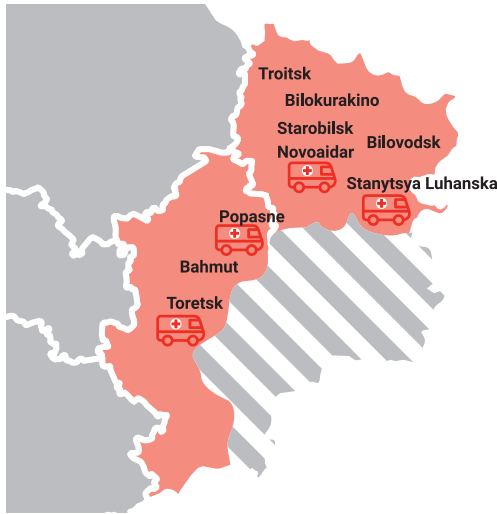 Troitsk
Bilokurakino
Starobilsk
Bilovodsk
Novoaidar
Stanytsya Luhanska
Popasne
Bahmut
Toretsk